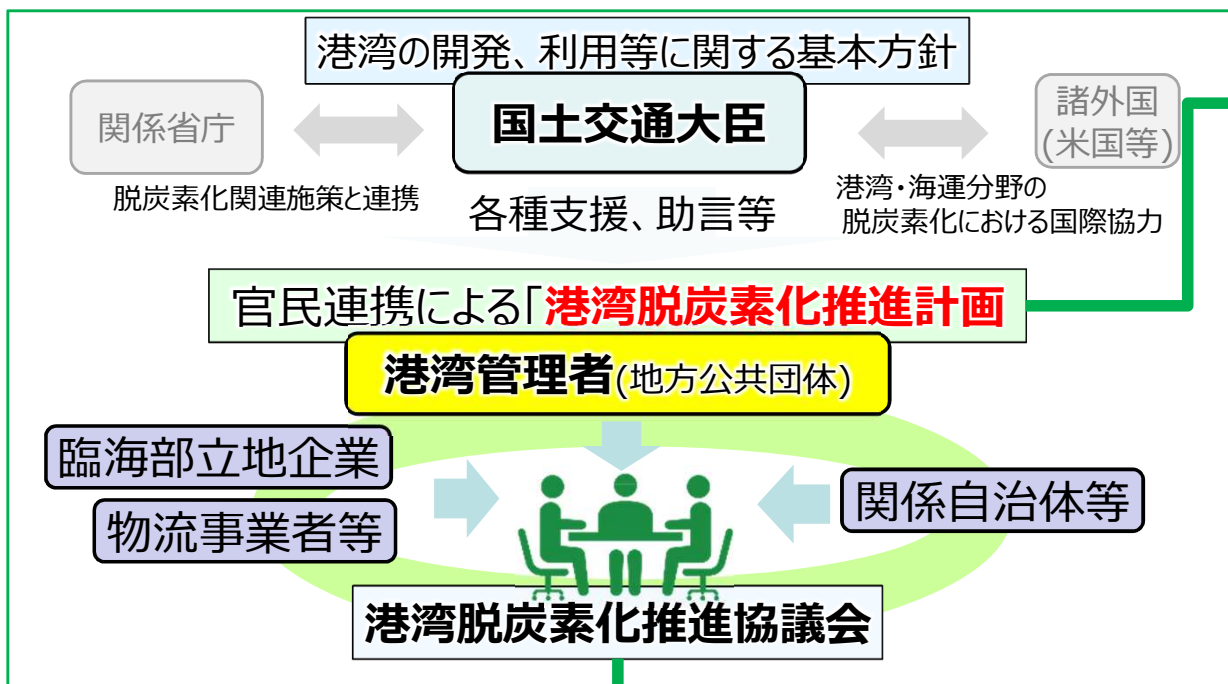 港湾の開発、利用等に関する基本方針
関係省庁
国土交通大臣
諸外国
(米国等)
脱炭素化関連施策と連携
各種支援、助言等
港湾・海運分野の
脱炭素化における国際協力
官民連携による「港湾脱炭素化推進計画
港湾管理者(地方公共団体)
臨海部立地企業
物流事業者等
関係自治体等
港湾脱炭素化推進協議会